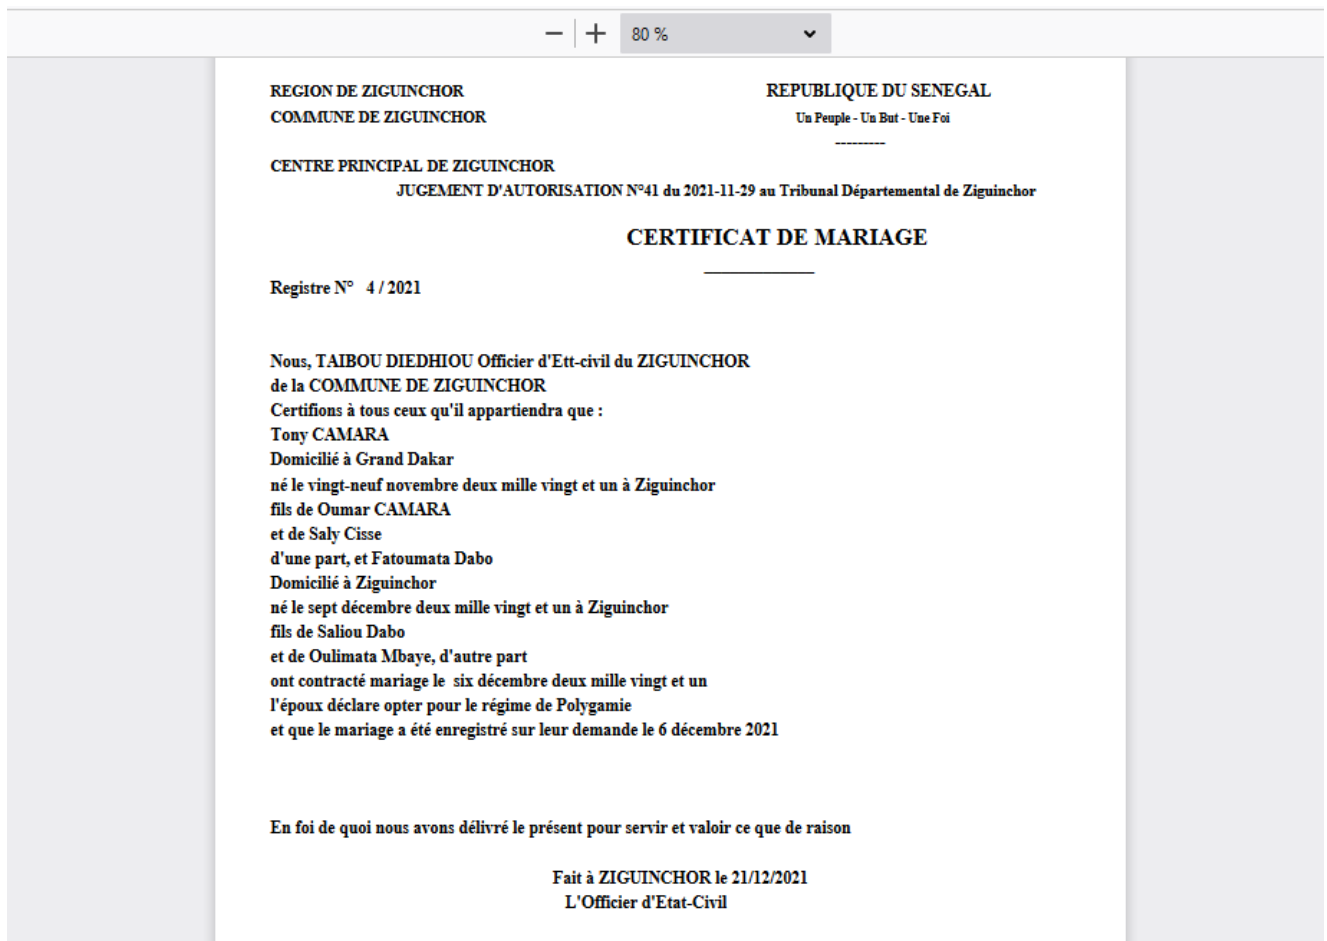 80 %
REGION DE ZIGUINCHOR
REPUBLIQUE DU SENEGAL
COMMUNE DE ZIGUINCHOR
Un Peuple - Un But - Une Foi
---------
CENTRE PRINCIPAL DE ZIGUINCHOR
JUGEMENT D'AUTORISATION N°41 du 2021-11-29 au Tribunal Départemental de Ziguinchor
CERTIFICAT DE MARIAGE
Registre N° 4 / 2021
Nous, TAIBOU DIEDHIOU Officier d'Ett-civil du ZIGUINCHOR
de la COMMUNE DE ZIGUINCHOR
Certifions à tous ceux qu'il appartiendra que :
Tony CAMARA
Domicilié à Grand Dakar
né le vingt-neuf novembre deux mille vingt et un à Ziguinchor
fils de Oumar CAMARA
et de Saly Cisse
d'une part, et Fatoumata Dabo
Domicilié à Ziguinchor
né le sept décembre deux mille vingt et un à Ziguinchor
fils de Saliou Dabo
et de Oulimata Mbaye, d'autre part
ont contracté mariage le six décembre deux mille vingt et un
l'époux déclare opter pour le régime de Polygamie
et que le mariage a été enregistré sur leur demande le 6 décembre 2021
En foi de quoi nous avons délivré le présent pour servir et valoir ce que de raison
Fait à ZIGUINCHOR le 21/12/2021
L'Officier d'Etat-Civil